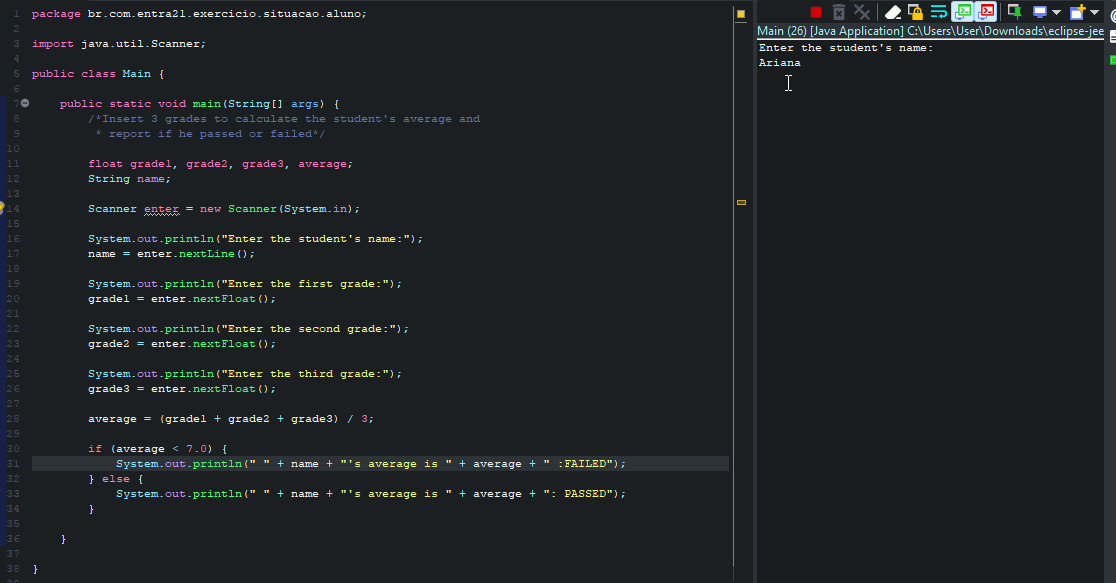 1 package br.com.entra21.exercicio.situacao.aluno;
2
3 import java.util.Scanner;
4
5 public class Main {
6
7 public static void main(String[] args) {
8 /*Insert 3 grades to calculate the student's average and
9 * report if he passed or failed*/
10
11 float grade1, grade2, grade3, average;
12 String name;
13
14 Scanner enter = new Scanner(System.in);
15
16 System.out.println("Enter the student's name:");
17 name = enter.nextLine();
18
19 System.out.println("Enter the first grade:");
20 grade1 = enter.nextFloat();
21
22 System.out.println("Enter the second grade:");
23 grade2 = enter.nextFloat();
24
25 System.out.println("Enter the third grade:");
26 grade3 = enter.nextFloat();
27
28 average = (grade1 + grade2 + grade3) / 3;
29
30 if (average < 7.0) {
31 System.out.println(" " + name + "'s average is " + average + " :FAILED");
32 } else {
33 System.out.println(" " + name + "'s average is " + average + ": PASSED");
34 }
35
36 }
37
38 }
Main (26) [Java Application] C:\Users\User\Downloads\eclipse-jee
Enter the student's name:
Ariana